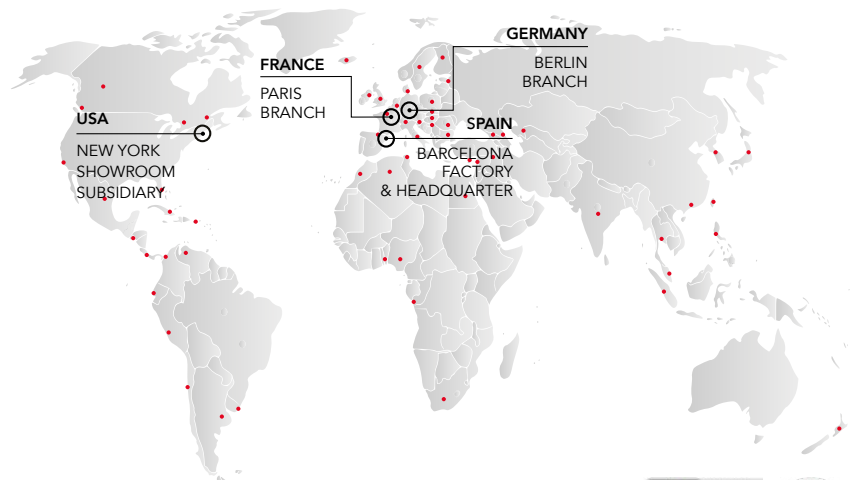 GERMANY
BERLIN
BRANCH
FRANCE
PARIS
BRANCH
USA
NEW YORK
SHOWROOM
SUBSIDIARY
SPAIN
BARCELONA
FACTORY
& HEADQUARTER